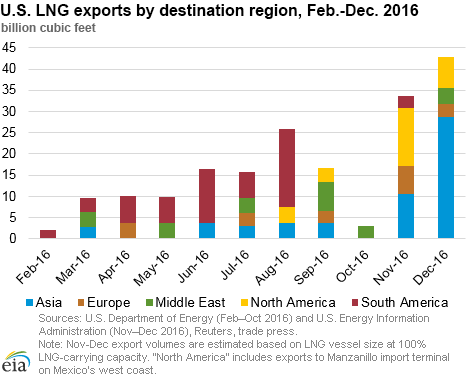 U.S. LNG exports by destination region, Feb.-Dec. 2016
billion cubic feet
45
40
35
30
25
20
15
10
5
0
Feb-16 Mar-16 Apr-16 May-16 Jun-16 Jul-16 Aug-16 Sep-16 Oct-16 Nov-16 Dec-16
Asia Europe Middle East North America South America
Sources: U.S. Department of Energy (Feb–Oct 2016) and U.S. Energy Information
Administration (Nov–Dec 2016), Reuters, trade press.
Note: Nov-Dec export volumes are estimated based on LNG vessel size at 100%
LNG-carrying capacity. "North America" includes exports to Manzanillo import terminal
on Mexico's west coast.
eia